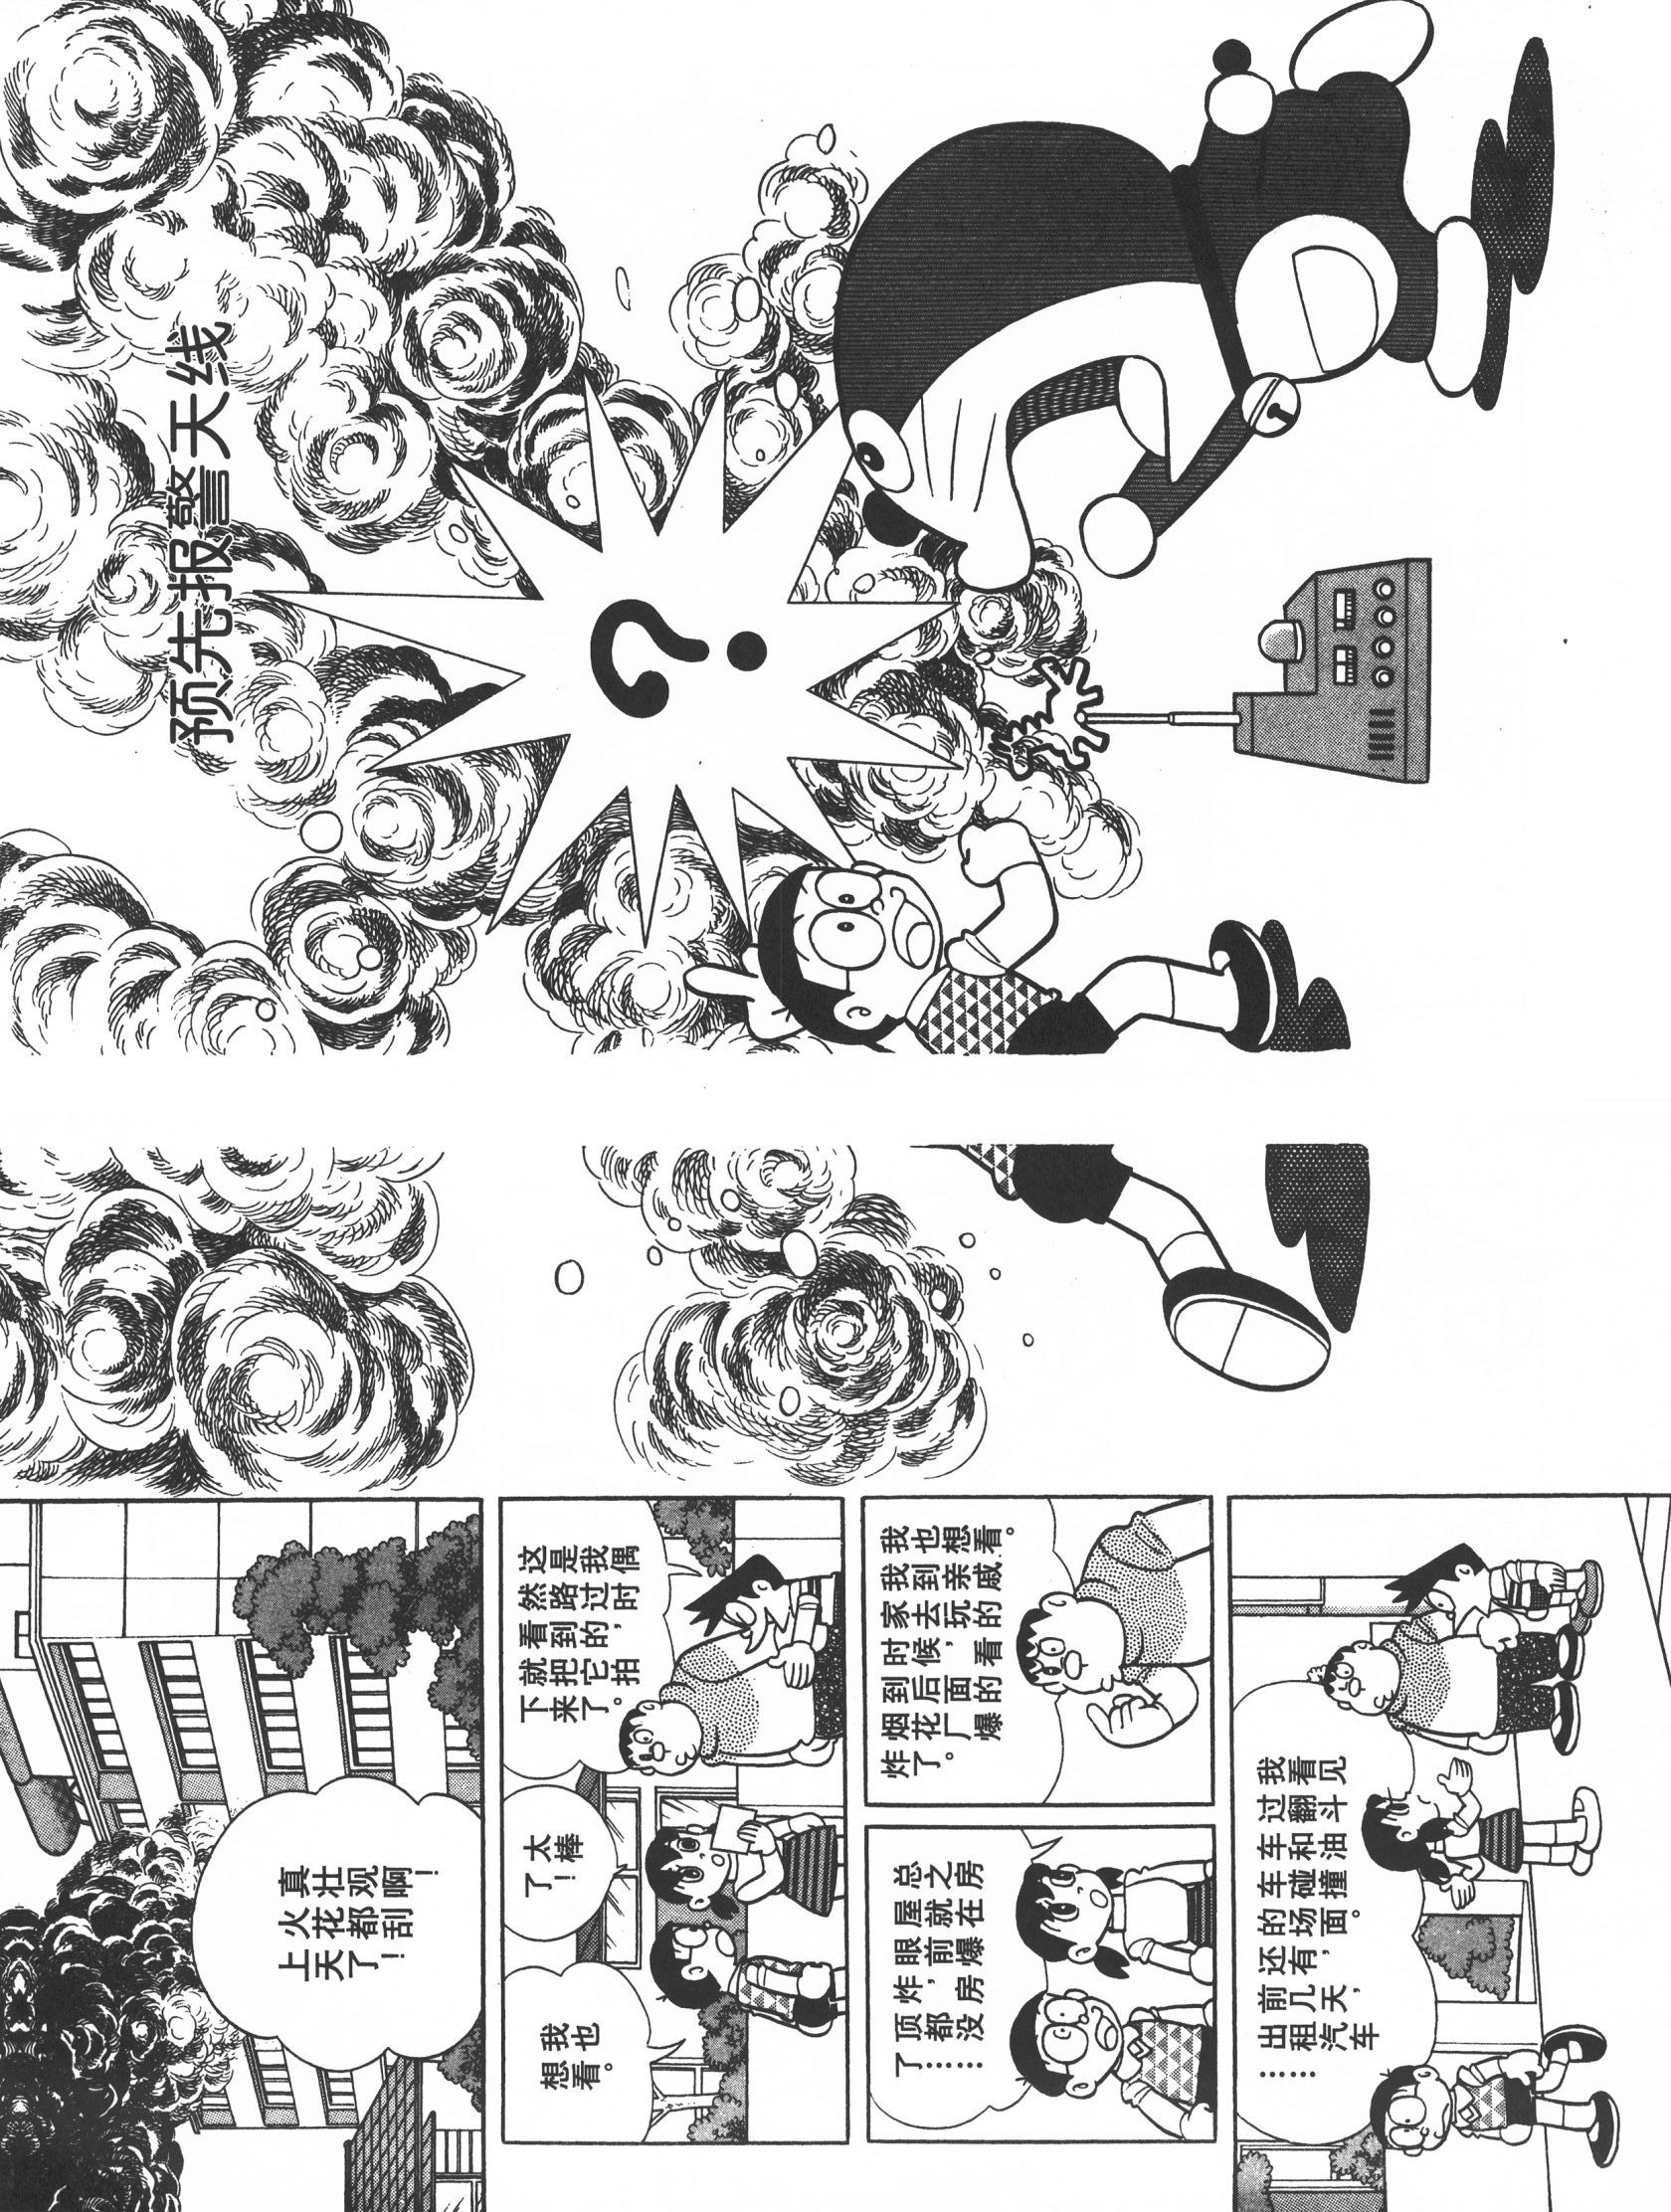 预先报警天线
?
真壮观啊！
火花都刮
上天了！
这是我偶
然路过时
看到的，
就把它拍
下来了。
太棒
了！
我也
想看。
我也想看。
我到亲戚
家去玩的
时候，看
到后面的
烟花厂爆
炸了。
总之房
屋就在
眼前爆
炸，房
顶都没
了……
我看见
过翻斗
车和油
车碰撞
的场面。
还有，
前几天，
出租汽车
……